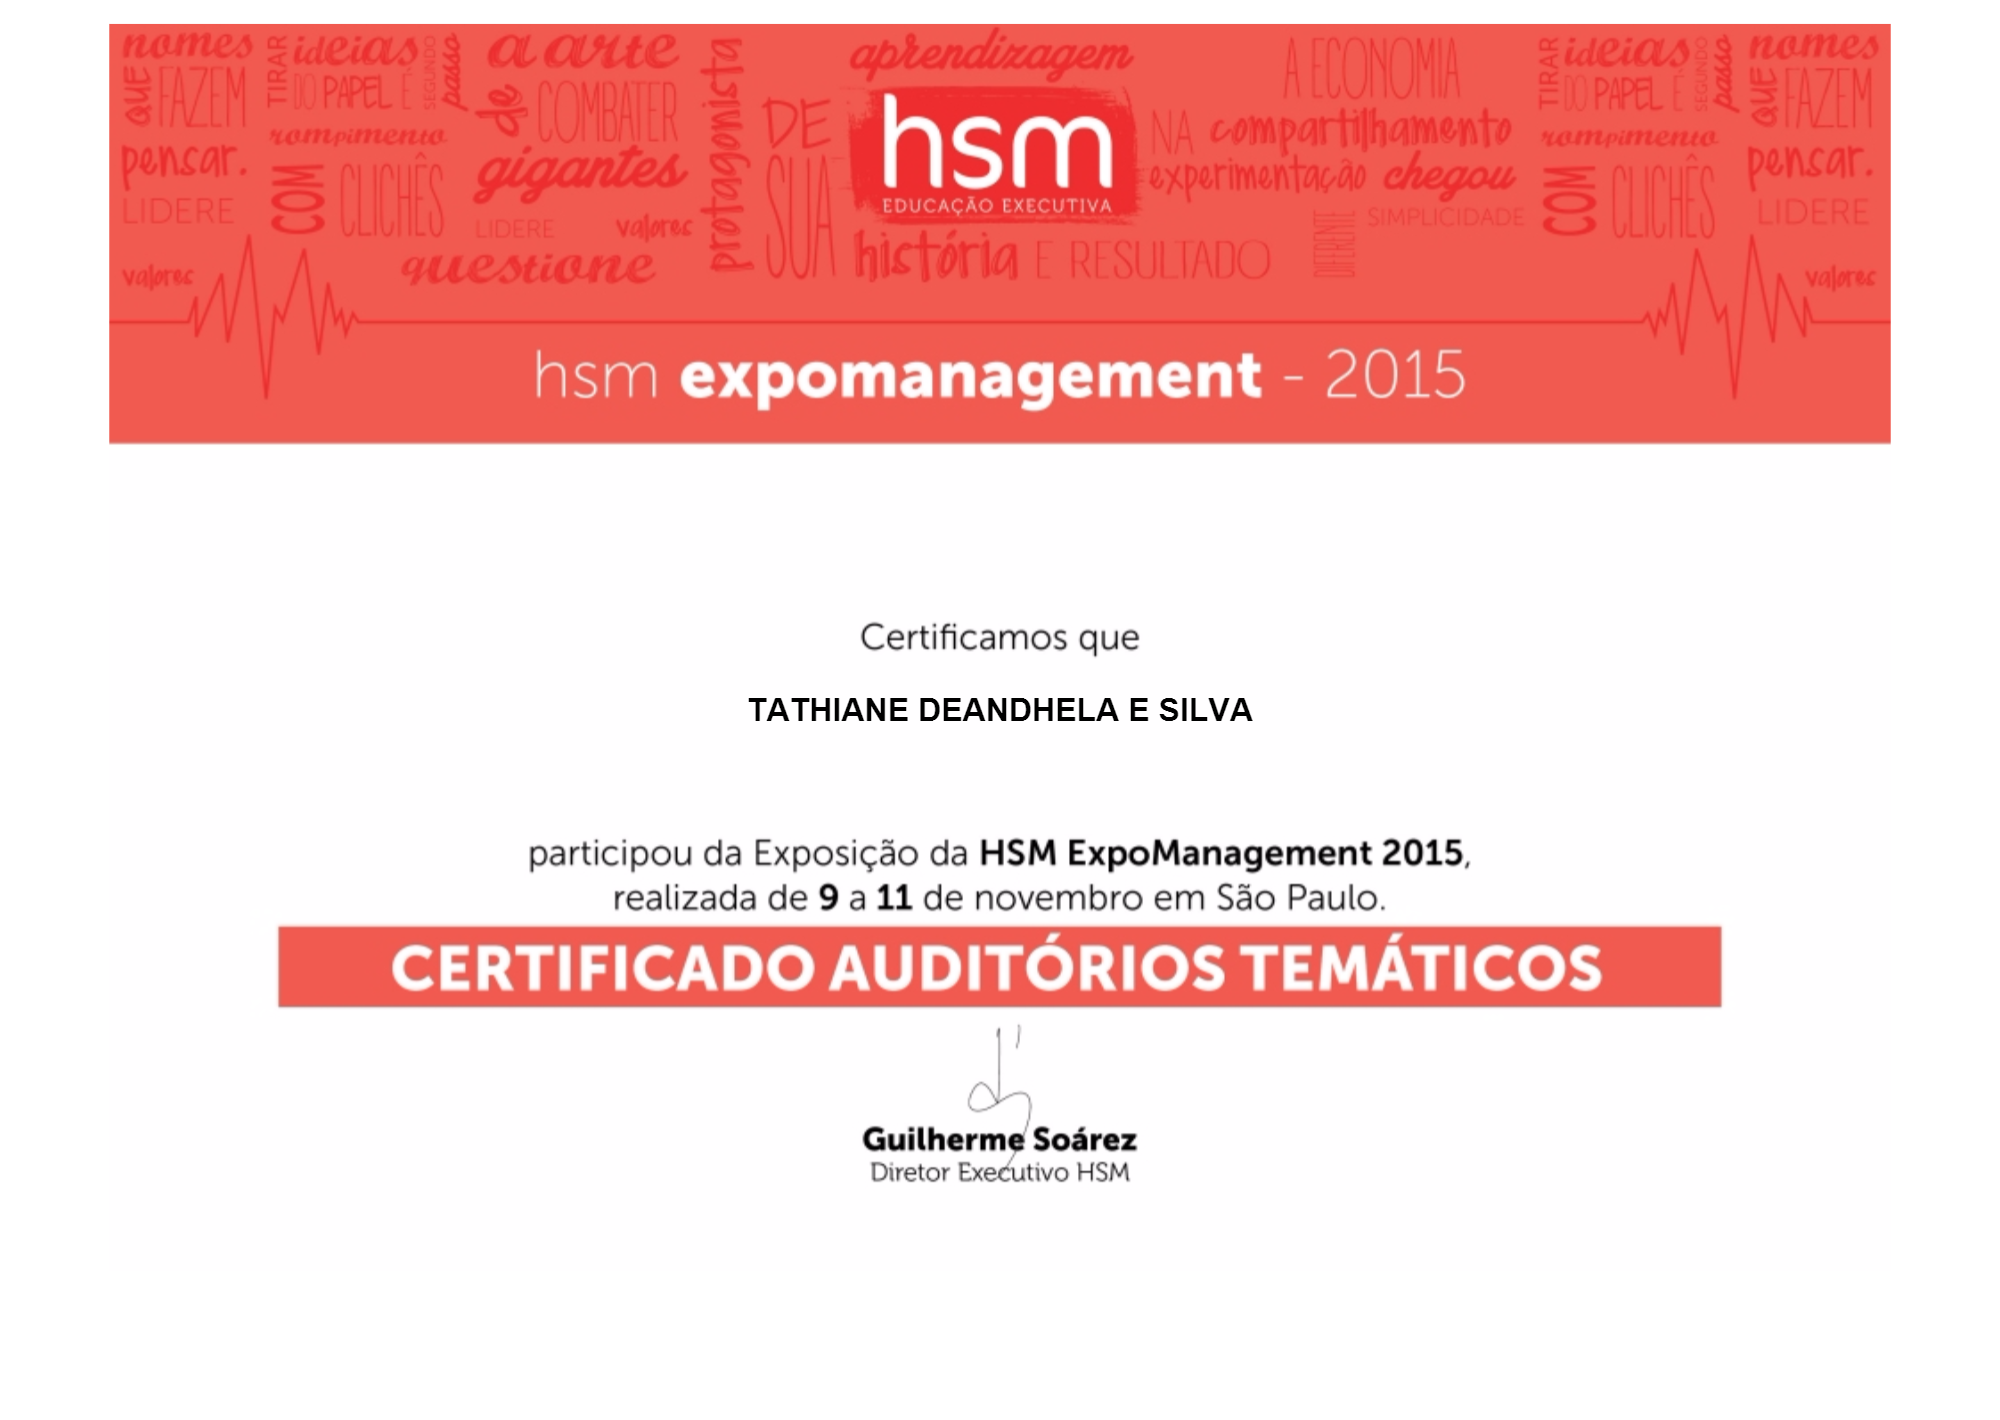 nomes
QUE FAZEM
pensar.
LIDERE
valores
TIRAR ideias
DO PAPEL É SEGUNDO passo
rompimento
COM CLICHÊS
a arte
de COMBATER
gigantes
LIDERE valores
questione
protagonista
DE
SUA
aprendizagem
hsm
EDUCAÇÃO EXECUTIVA
história E RESULTADO
A ECONOMIA
NA compartilhamento
experimentação chegou
DIFERENTE SIMPLICIDADE
TIRAR ideias
DO PAPEL É SEGUNDO passo
rompimento
COM CLICHÊS
nomes
QUE FAZEM
pensar.
LIDERE
valores
hsm expomanagement - 2015
Certificamos que
TATHIANE DEANDHELA E SILVA
participou da Exposição da HSM ExpoManagement 2015,
realizada de 9 a 11 de novembro em São Paulo.
CERTIFICADO AUDITÓRIOS TEMÁTICOS
Guilherme Soárez
Diretor Executivo HSM